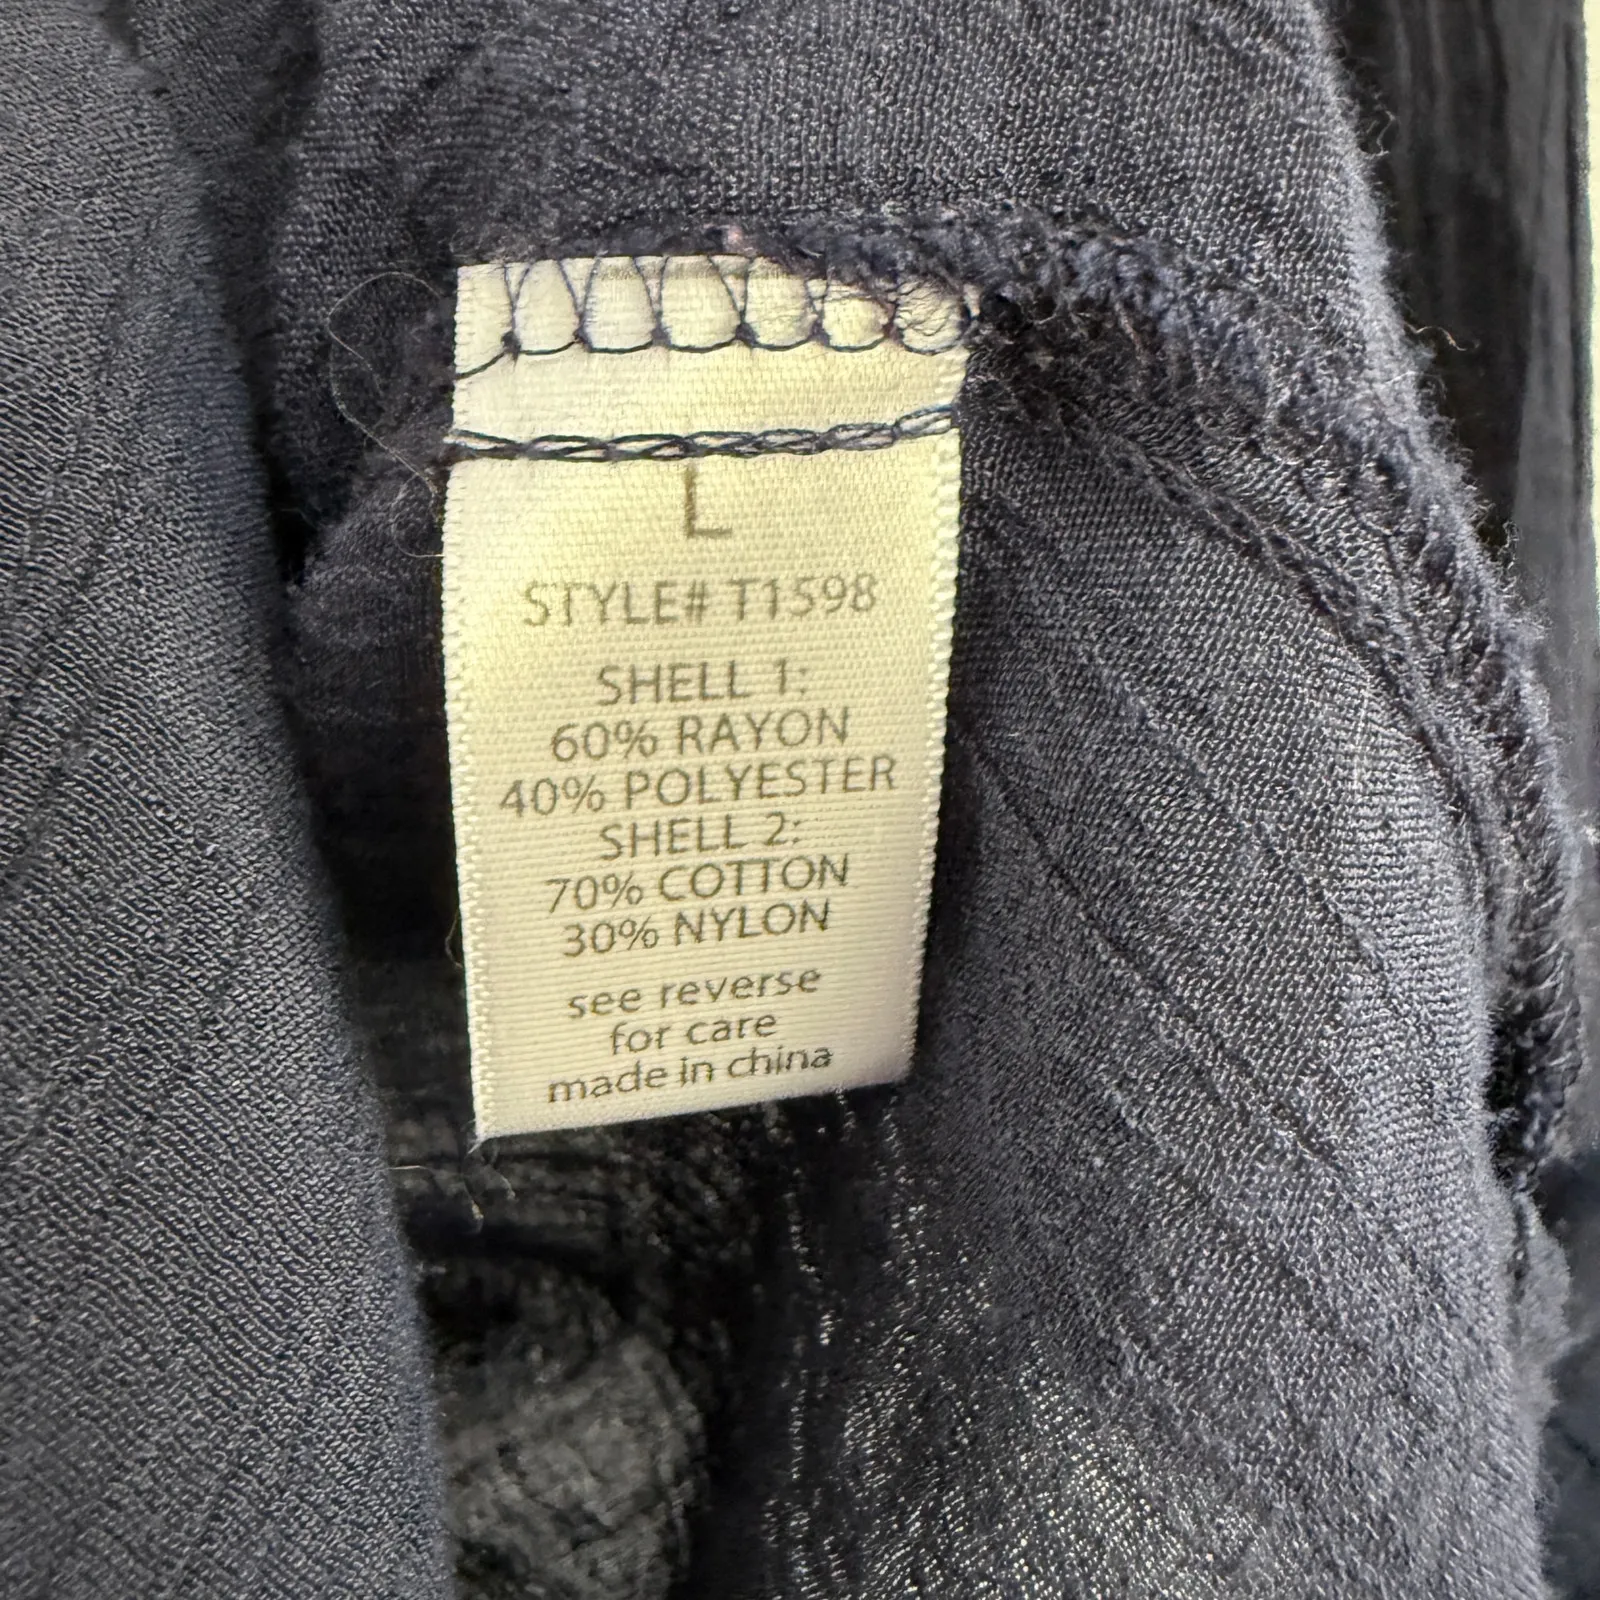 L
STYLE# T1598
SHELL 1:
60% RAYON
40% POLYESTER
SHELL 2:
70% COTTON
30% NYLON
see reverse
for care
made in china